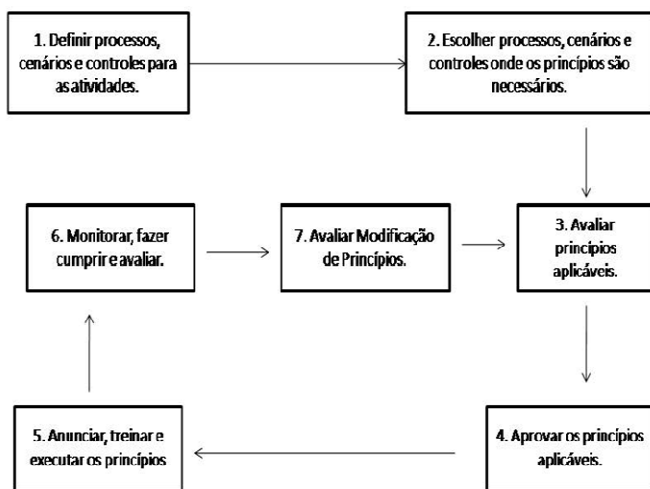 1. Definir processos,
cenários e controles para
as atividades.
2. Escolher processos, cenários e
controles onde os princípios são
necessários.
6. Monitorar, fazer
cumprir e avaliar.
7. Avaliar Modificação
de Princípios.
3. Avaliar
princípios
aplicáveis.
5. Anunciar, treinar e
executar os princípios
4. Aprovar os princípios
aplicáveis.